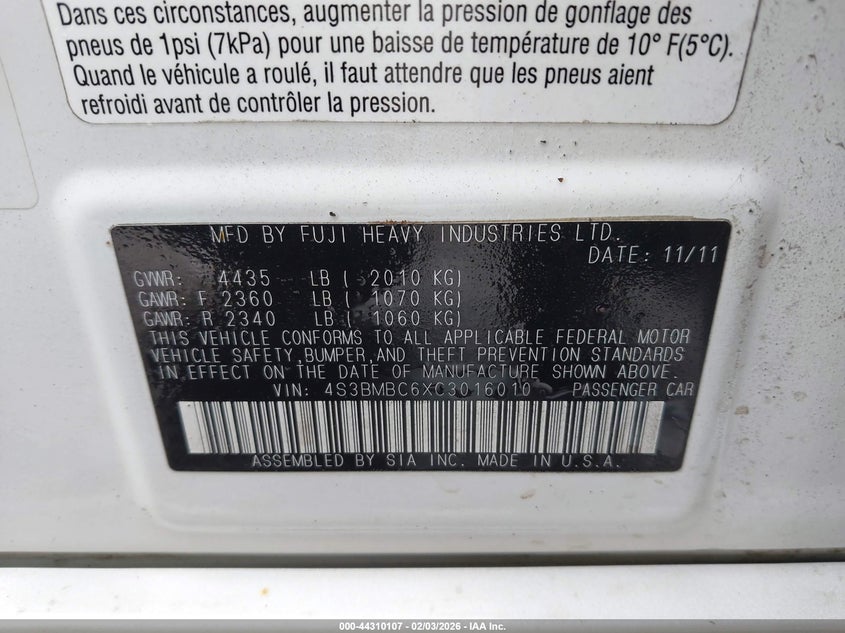 Dans ces circonstances, augmenter la pression de gonflage des
pneus de 1psi (7kPa) pour une baisse de température de 10° F(5°C).
Quand le véhicule a roulé, il faut attendre que les pneus aient
refroidi avant de contrôler la pression.
MFD BY FUJI HEAVY INDUSTRIES LTD.
DATE: 11/11
GVWR: 4435 LB ( 2010 KG)
GAWR: F 2360 LB ( 1070 KG)
GAWR: R 2340 LB ( 1060 KG)
THIS VEHICLE CONFORMS TO ALL APPLICABLE FEDERAL MOTOR
VEHICLE SAFETY,BUMPER,AND THEFT PREVENTION STANDARDS
IN EFFECT ON THE DATE OF MANUFACTURE SHOWN ABOVE.
VIN: 4S3BMBC6XC3016010 PASSENGER CAR
ASSEMBLED BY SIA INC. MADE IN U.S.A.
000-44310107 - 02/03/2026 - IAA Inc.